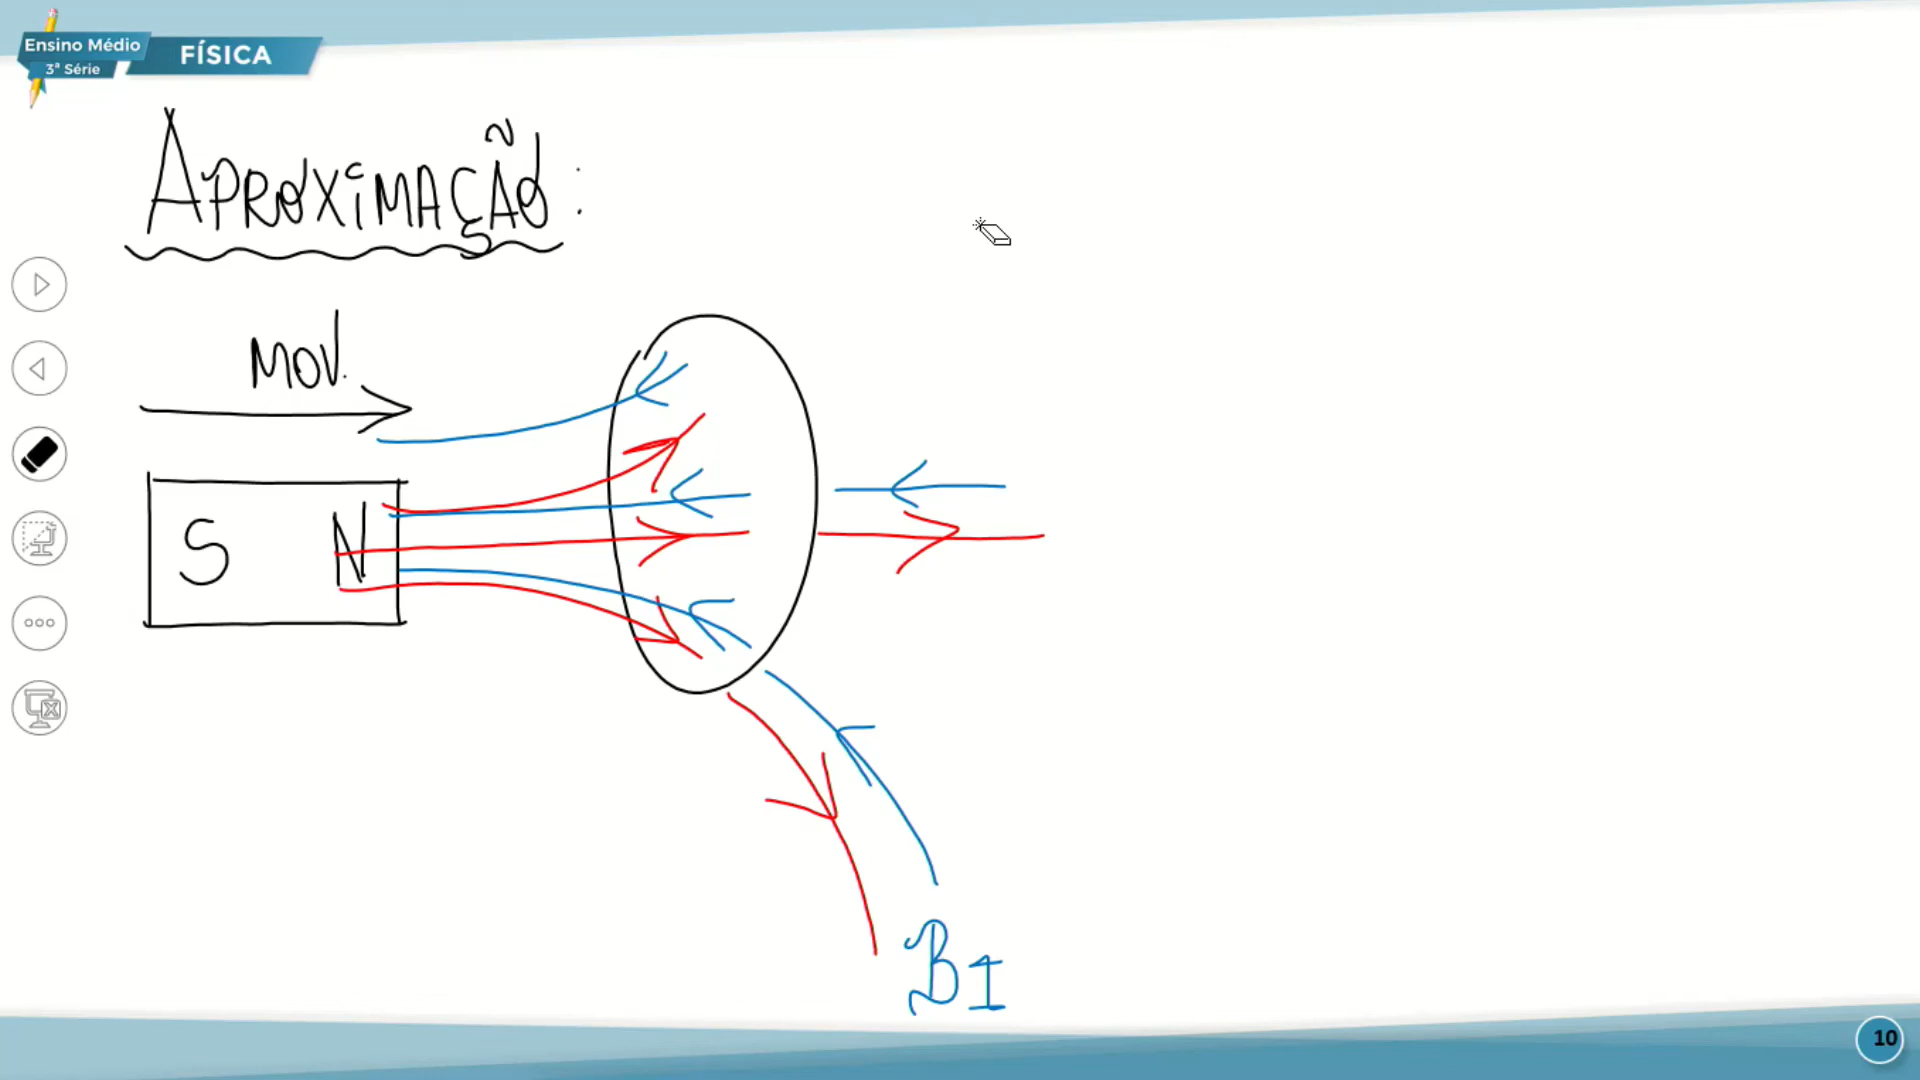 Ensino Médio
3ª Série
FÍSICA
APROXIMAÇÃO:
MOV.
S N
BI
10